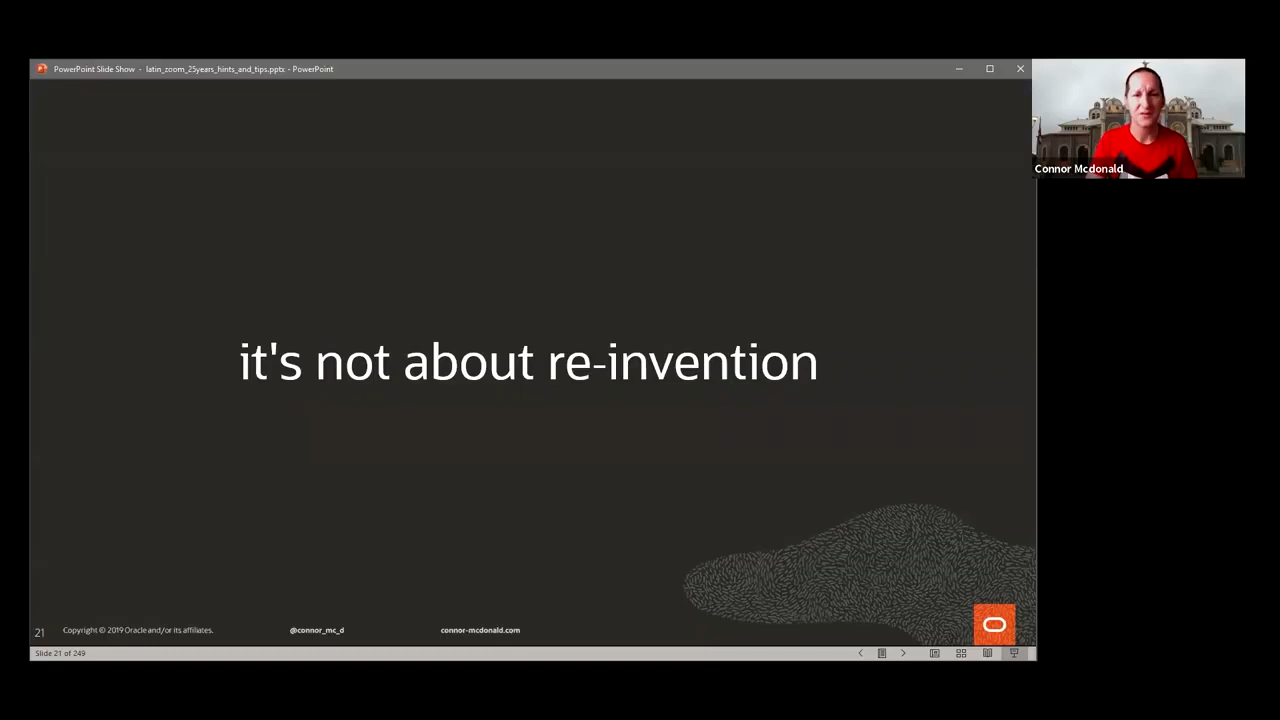 PowerPoint Slide Show - latin_zoom_25years_hints_and_tips.pptx - PowerPoint
Connor Mcdonald
it's not about re-invention
21 Copyright © 2019 Oracle and/or its affiliates. @connor_mc_d connor-mcdonald.com
Slide 21 of 249